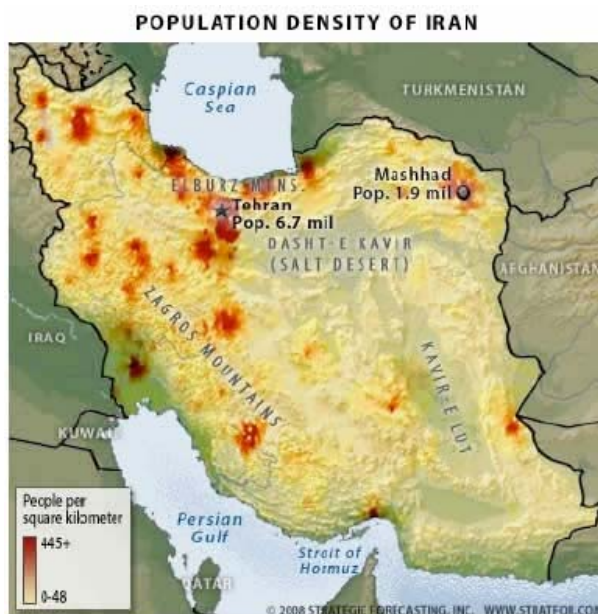 POPULATION DENSITY OF IRAN
Caspian
Sea
TURKMENISTAN
ELBURZ MTNS.
Tehran
Pop. 6.7 mil
Mashhad
Pop. 1.9 mil
DASHT-E KAVIR
(SALT DESERT)
AFGHANISTAN
ZAGROS MOUNTAINS
IRAQ
KAVIR-E LUT
KUWAIT
People per
square kilometer
445+
0-48
Persian
Gulf
Strait of
Hormuz
QATAR
© 2008 STRATEGIC FORECASTING, INC. WWW.STRATFOR.COM